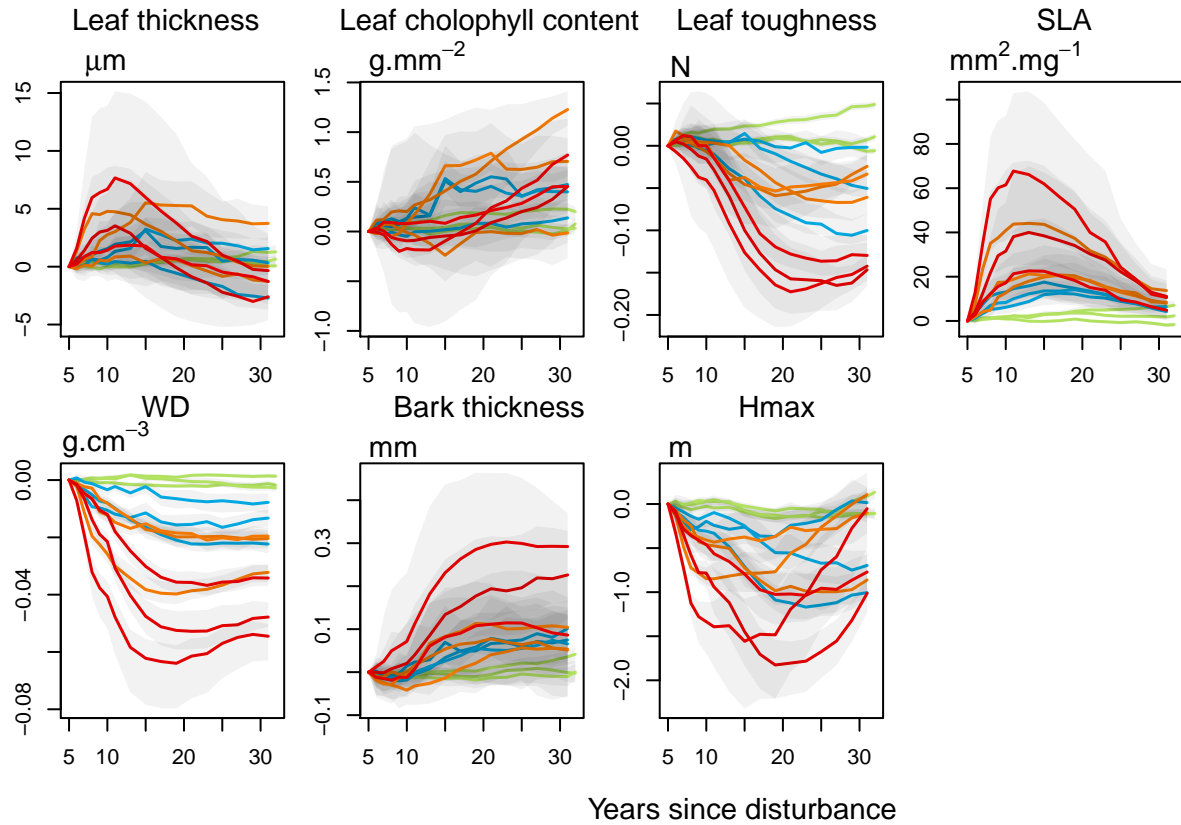 Leaf thickness Leaf cholophyll content Leaf toughness SLA
μm g.mm⁻² N mm².mg⁻¹
15
10
5
0
−5
5 10 20 30
1.5
1.0
0.5
0.0
−1.0
5 10 20 30
0.00
−0.10
−0.20
5 10 20 30
80
60
40
20
0
5 10 20 30
WD Bark thickness Hmax
g.cm⁻³ mm m
0.00
−0.04
−0.08
5 10 20 30
0.3
0.1
−0.1
5 10 20 30
0.0
−1.0
−2.0
5 10 20 30
Years since disturbance